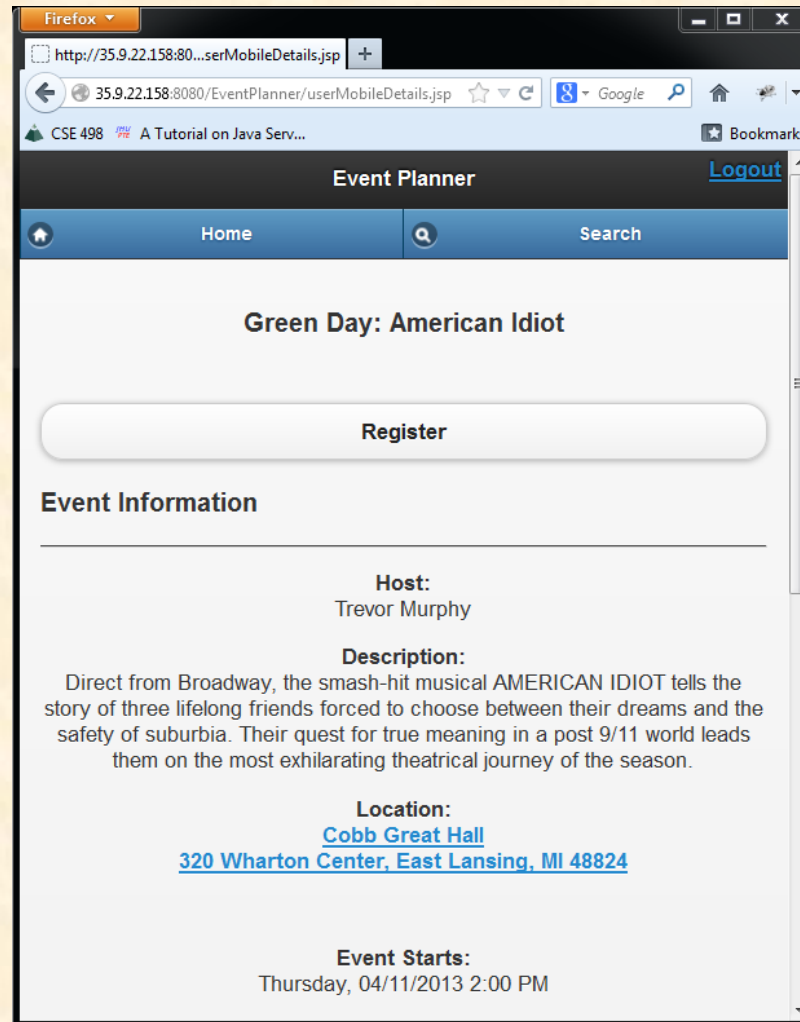 Firefox
http://35.9.22.158:80...serMobileDetails.jsp +
35.9.22.158:8080/EventPlanner/userMobileDetails.jsp Google
CSE 498 A Tutorial on Java Serv... Bookmark
Event Planner Logout
Home Search
Green Day: American Idiot
Register
Event Information
Host:
Trevor Murphy
Description:
Direct from Broadway, the smash-hit musical AMERICAN IDIOT tells the
story of three lifelong friends forced to choose between their dreams and the
safety of suburbia. Their quest for true meaning in a post 9/11 world leads
them on the most exhilarating theatrical journey of the season.
Location:
Cobb Great Hall
320 Wharton Center, East Lansing, MI 48824
Event Starts:
Thursday, 04/11/2013 2:00 PM